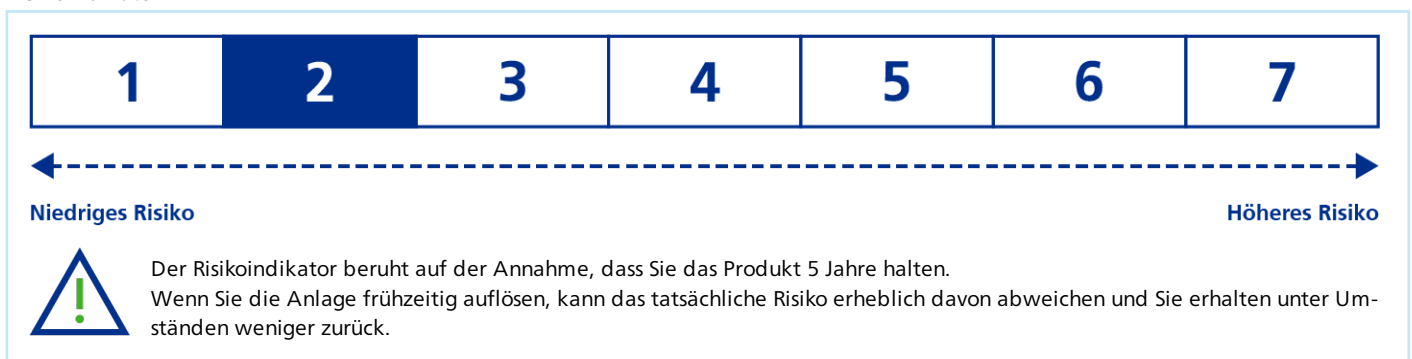 1 2 3 4 5 6 7
Niedriges Risiko Höheres Risiko
Der Risikoindikator beruht auf der Annahme, dass Sie das Produkt 5 Jahre halten.
Wenn Sie die Anlage frühzeitig auflösen, kann das tatsächliche Risiko erheblich davon abweichen und Sie erhalten unter Um-
ständen weniger zurück.